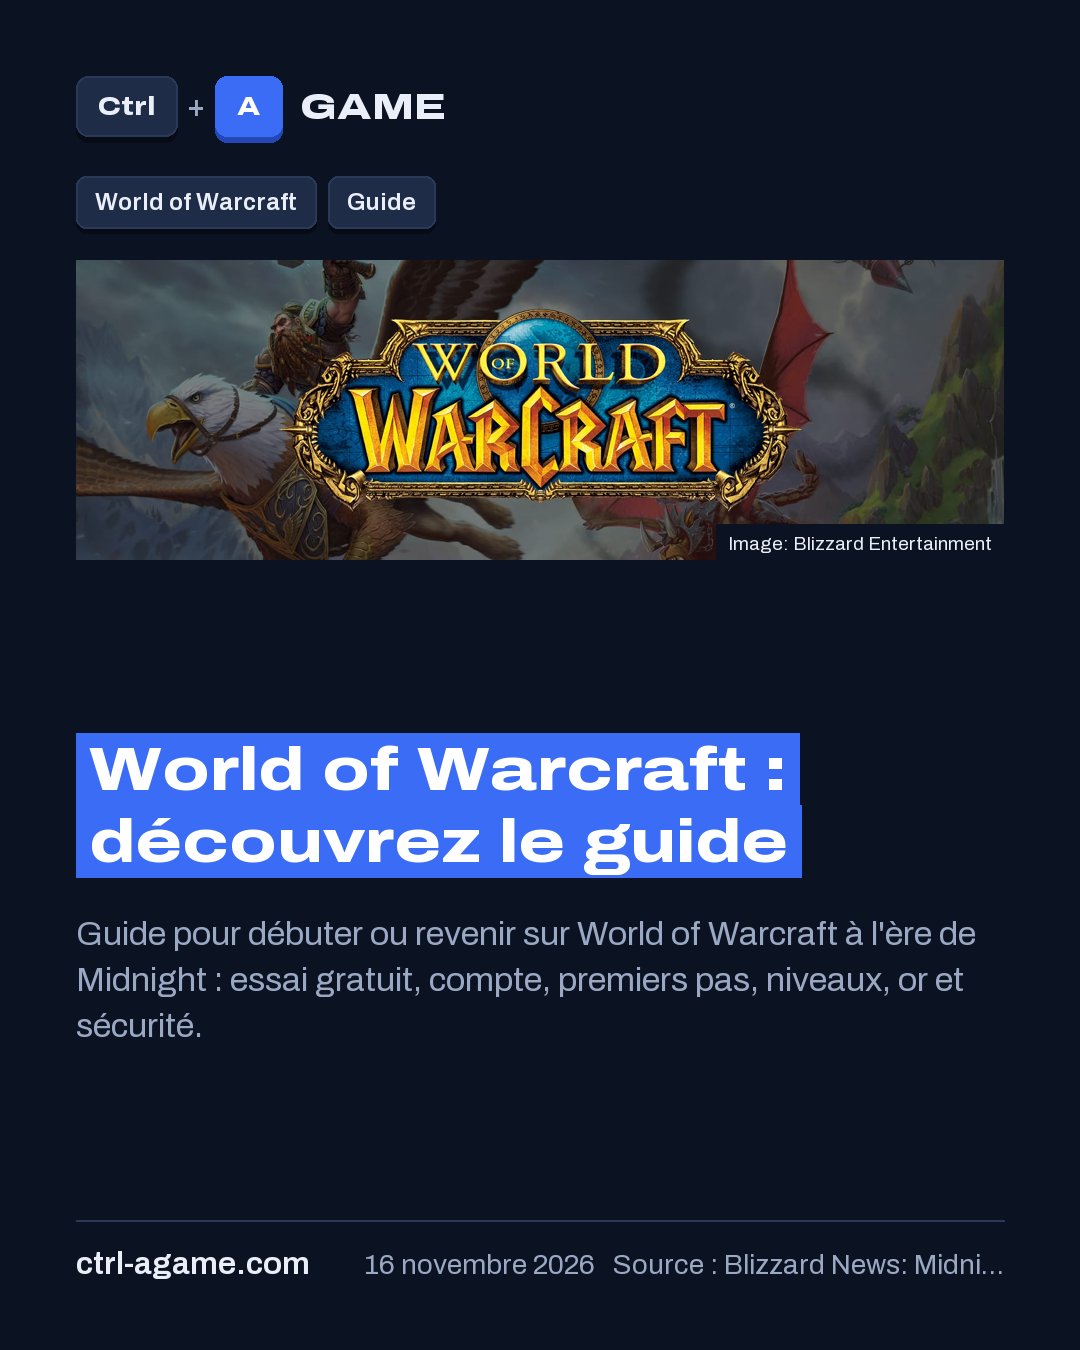 Ctrl + A GAME
World of Warcraft Guide
WORLD OF
WARCRAFT
Image: Blizzard Entertainment
World of Warcraft :
découvrez le guide
Guide pour débuter ou revenir sur World of Warcraft à l'ère de
Midnight : essai gratuit, compte, premiers pas, niveaux, or et
sécurité.
ctrl-agame.com 16 novembre 2026 Source : Blizzard News: Midni...